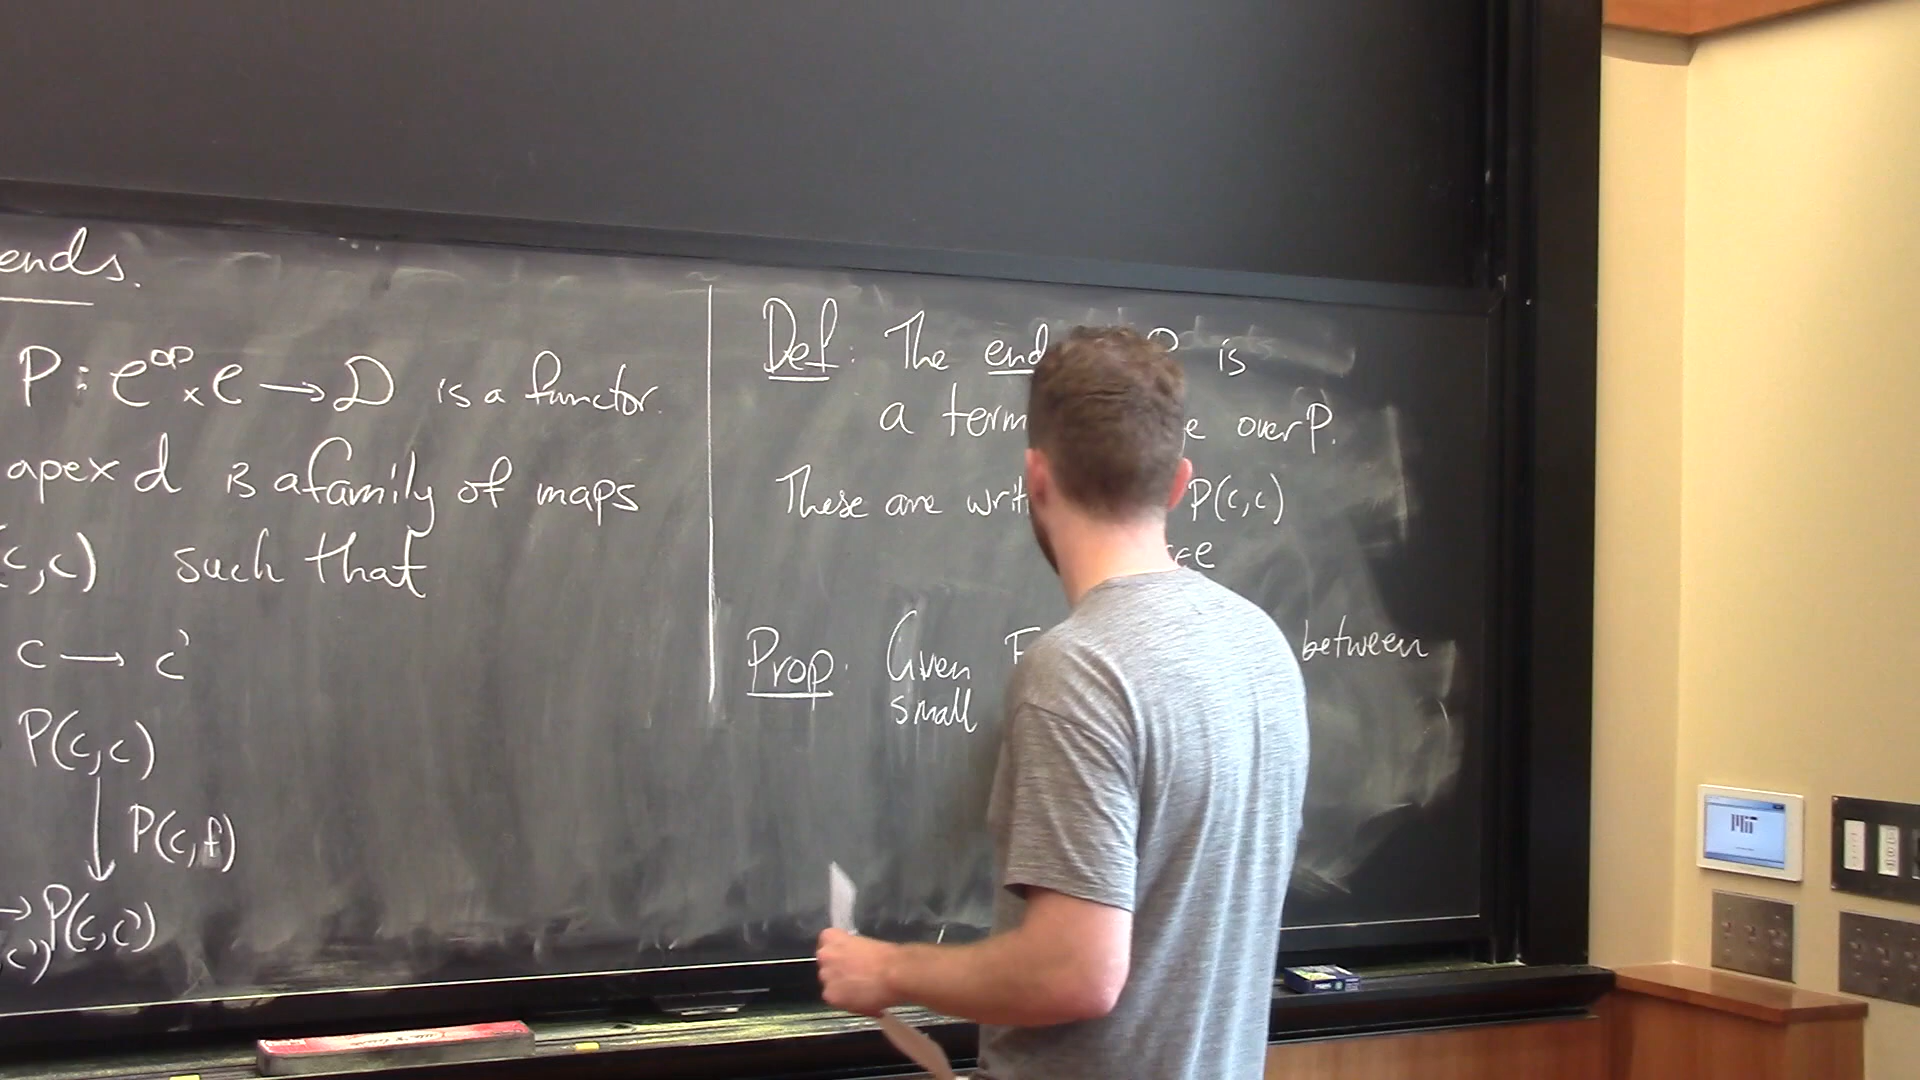 ends.
P : C^op × C → D is a functor.
apex d is a family of maps
(c,c) such that
c → c'
P(c,c)
P(c,f)
→ P(c,c')
c')
Def: The end P is
a term over P.
These are writ P(c,c)
c∈C
Prop. Given F between
small
MIT